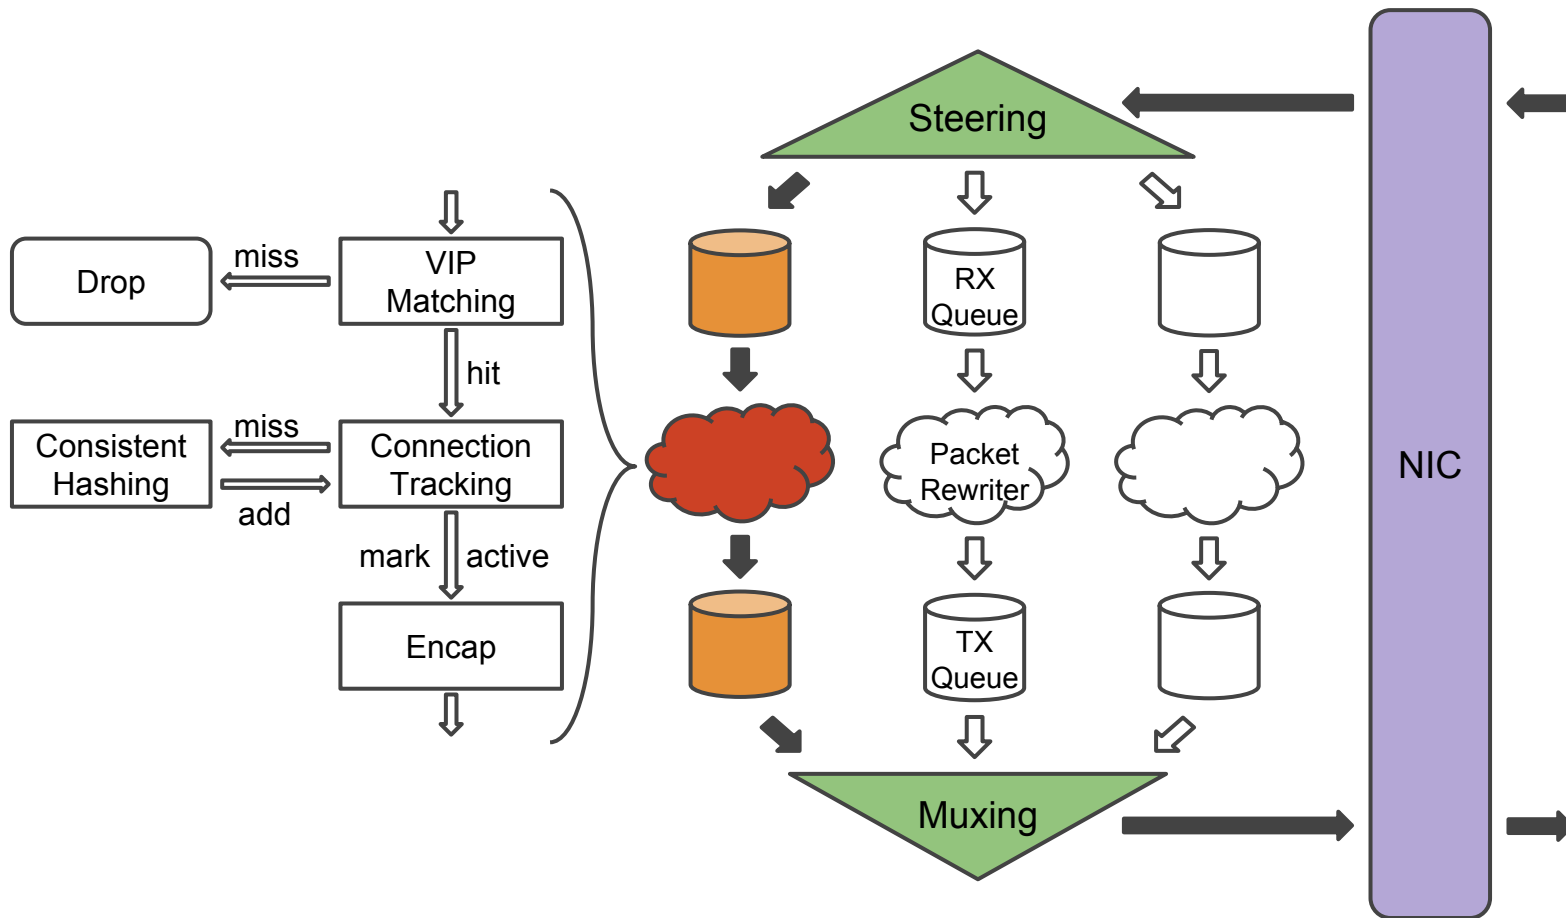 Steering
Drop
miss
VIP
Matching
hit
RX
Queue
Consistent
Hashing
miss
add
Connection
Tracking
Packet
Rewriter
NIC
mark
active
Encap
TX
Queue
Muxing